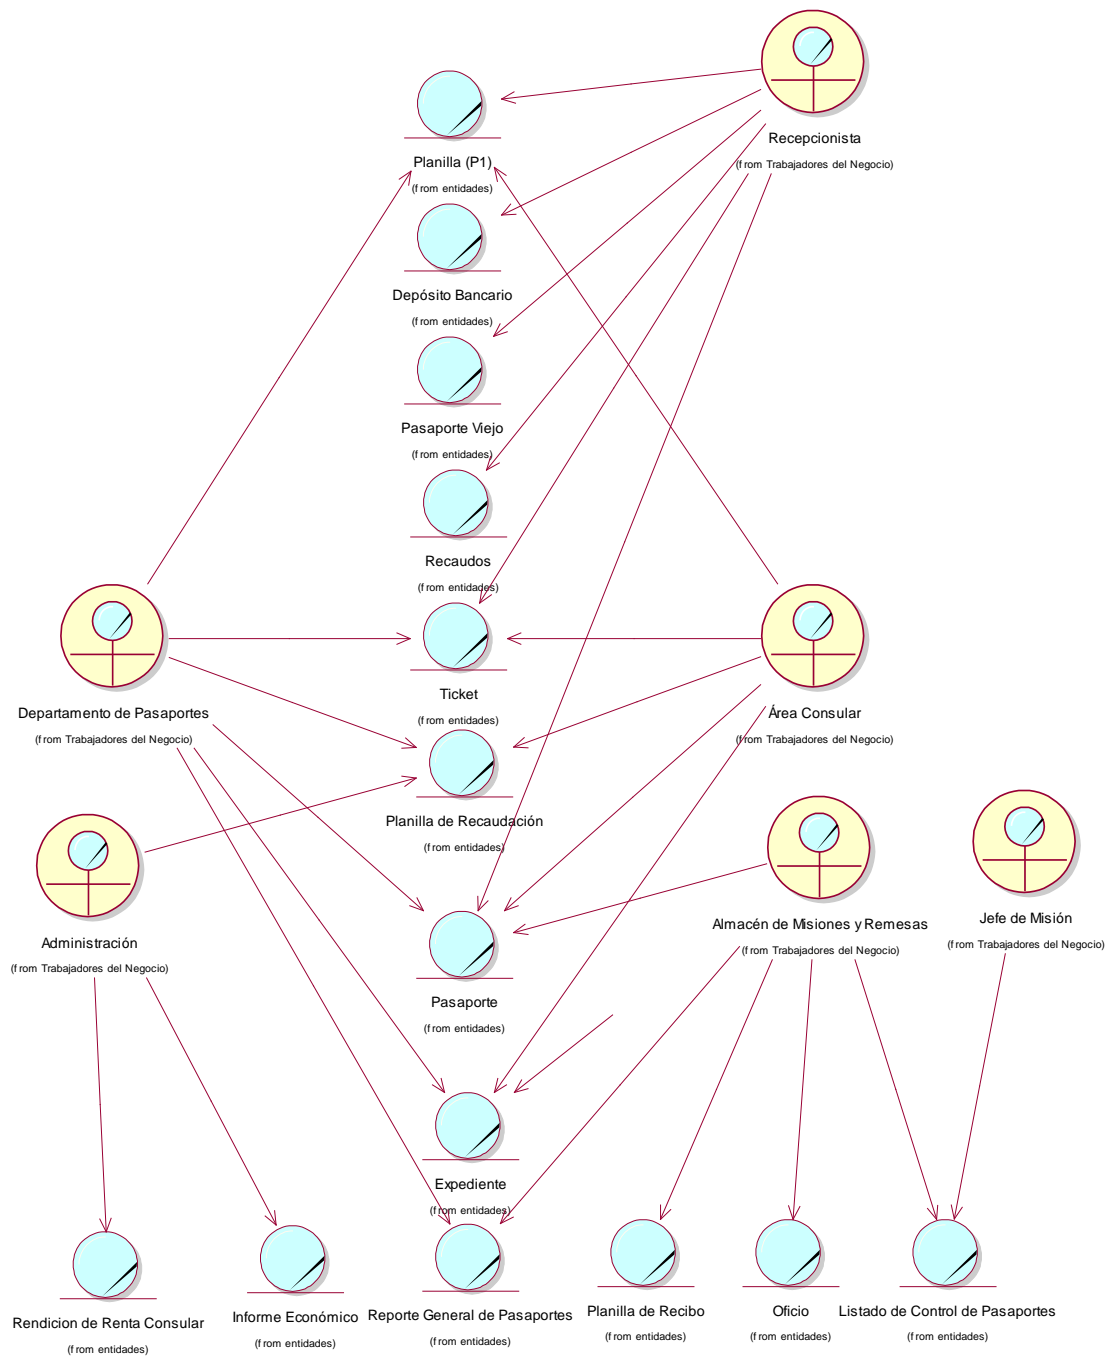 Recepcionista
(from Trabajadores del Negocio)
Planilla (P1)
(from entidades)
Depósito Bancario
(from entidades)
Pasaporte Viejo
(from entidades)
Recaudos
(from entidades)
Ticket
(from entidades)
Departamento de Pasaportes
(from Trabajadores del Negocio)
Área Consular
(from Trabajadores del Negocio)
Planilla de Recaudación
(from entidades)
Administración
(from Trabajadores del Negocio)
Almacén de Misiones y Remesas
(from Trabajadores del Negocio)
Jefe de Misión
(from Trabajadores del Negocio)
Pasaporte
(from entidades)
Expediente
(from entidades)
Rendicion de Renta Consular
(from entidades)
Informe Económico
(from entidades)
Reporte General de Pasaportes
(from entidades)
Planilla de Recibo
(from entidades)
Oficio
(from entidades)
Listado de Control de Pasaportes
(from entidades)